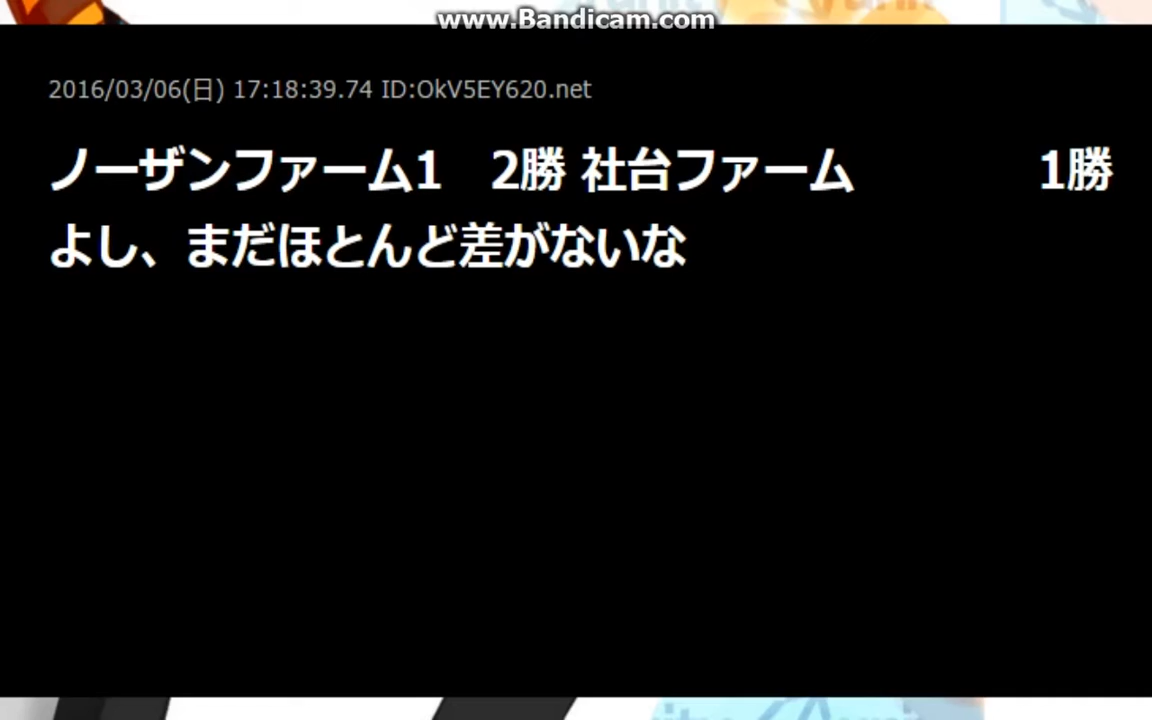 www.Bandicam.com
2016/03/06(日) 17:18:39.74 ID:OkV5EY620.net
ノーザンファーム1　2勝 社台ファーム　　　　1勝
よし、まだほとんど差がないな